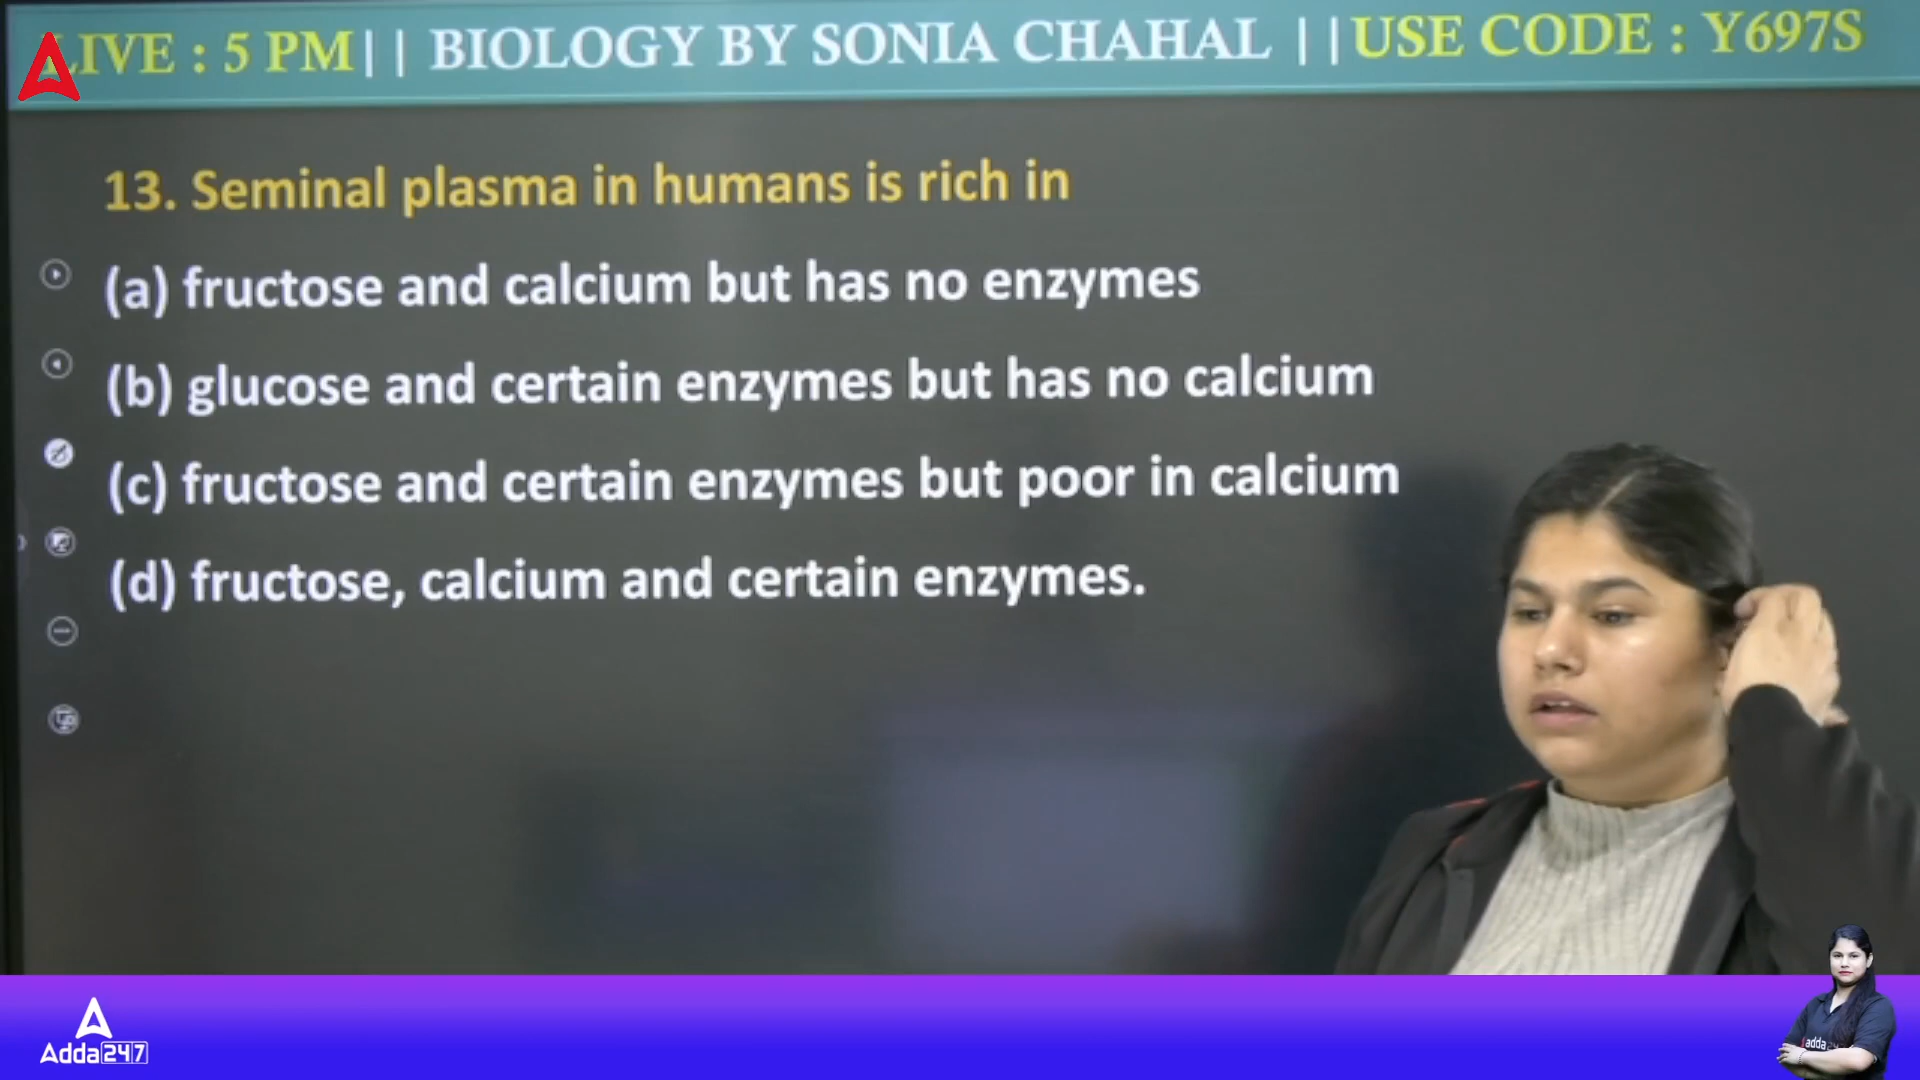 LIVE : 5 PM || BIOLOGY BY SONIA CHAHAL || USE CODE : Y697S
13. Seminal plasma in humans is rich in
(a) fructose and calcium but has no enzymes
(b) glucose and certain enzymes but has no calcium
(c) fructose and certain enzymes but poor in calcium
(d) fructose, calcium and certain enzymes.
Adda247
adda